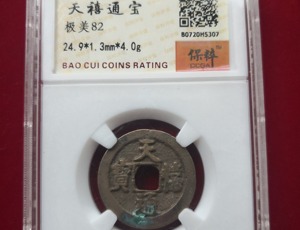 天禧通宝
极美82
24.9*1.3mm*4.0g
BAO CUI COINS RATING
B0720HS307
保粹
天
寶 禧
通